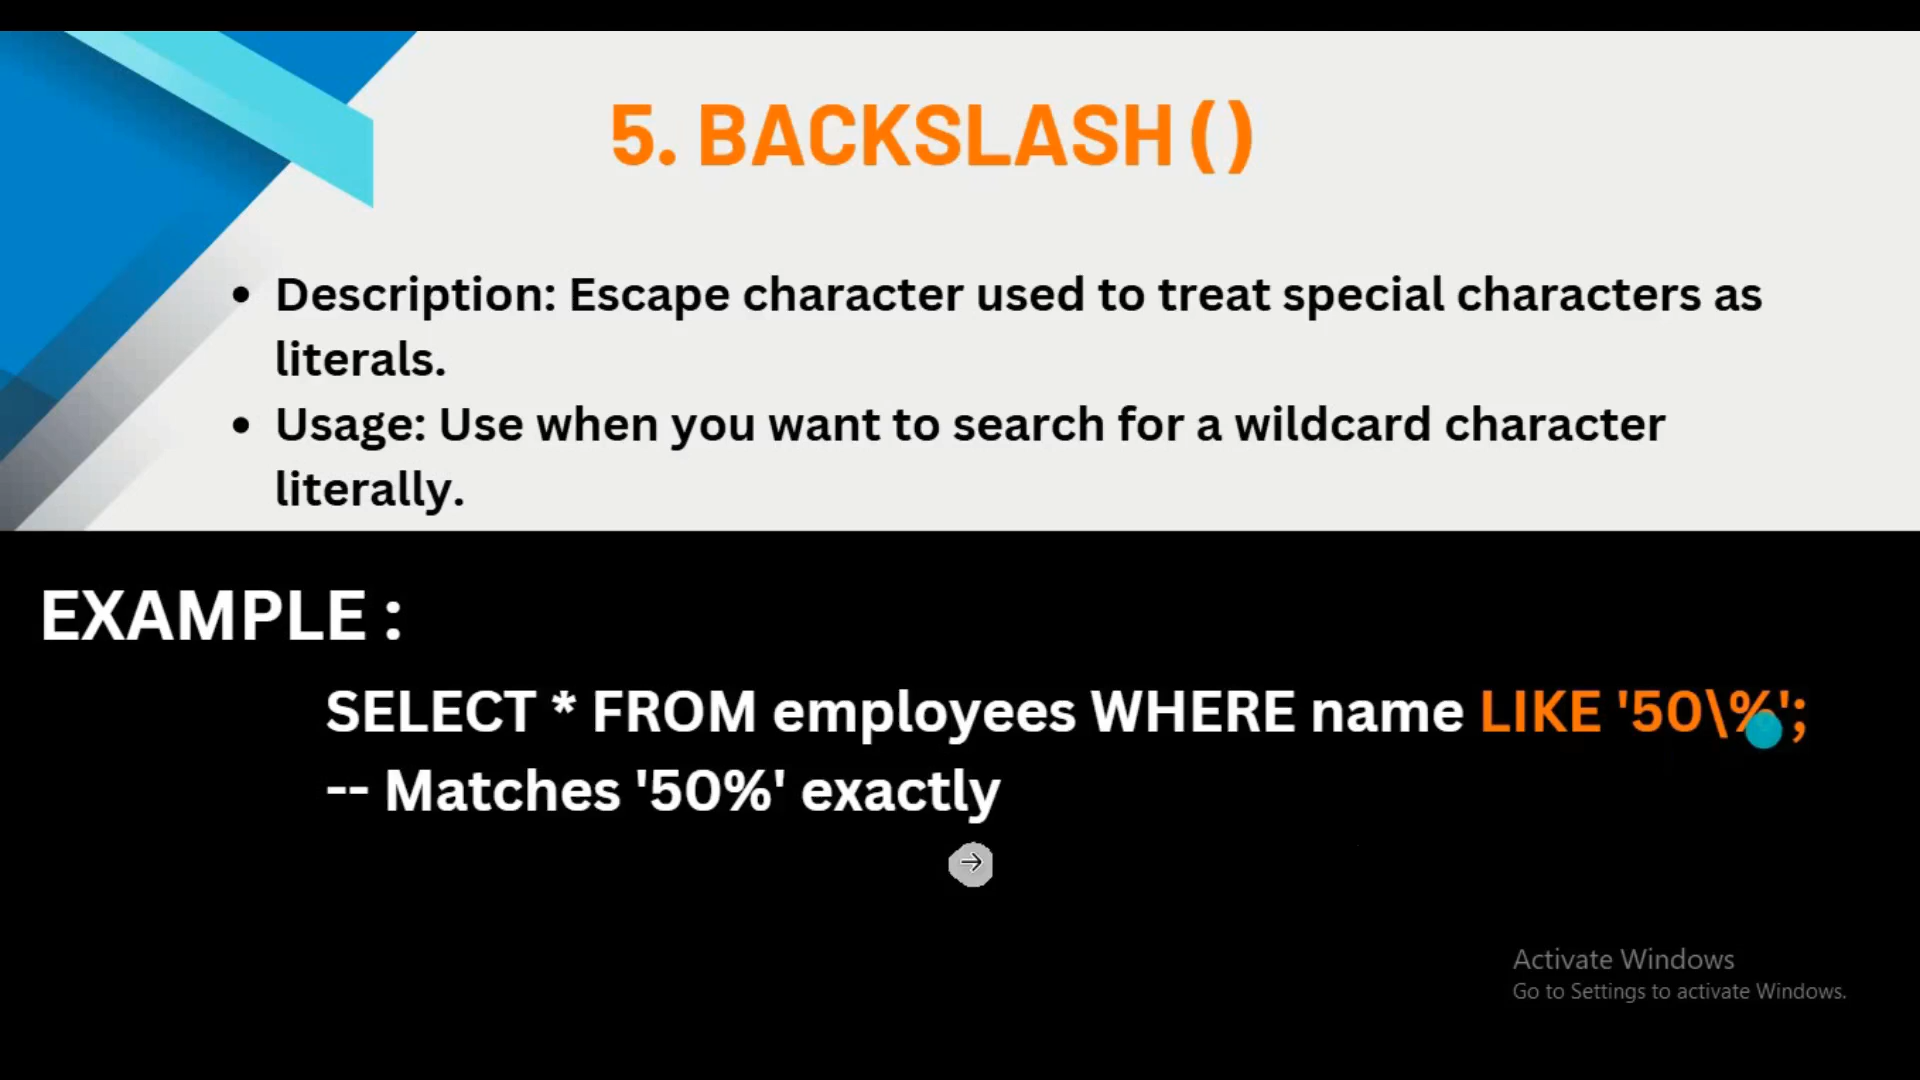 5. BACKSLASH ()
• Description: Escape character used to treat special characters as
literals.
• Usage: Use when you want to search for a wildcard character
literally.
EXAMPLE :
SELECT * FROM employees WHERE name LIKE '50\%';
-- Matches '50%' exactly
Activate Windows
Go to Settings to activate Windows.